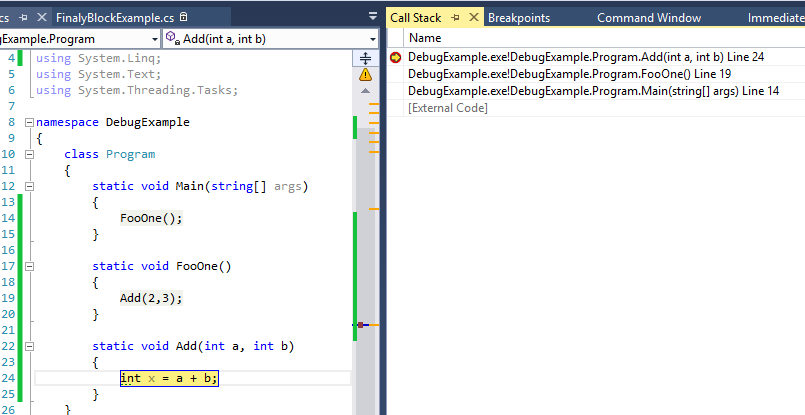 cs FinalyBlockExample.cs
gExample.Program Add(int a, int b)
4 using System.Linq;
5 using System.Text;
6 using System.Threading.Tasks;
7
8 namespace DebugExample
9 {
10 class Program
11 {
12 static void Main(string[] args)
13 {
14 FooOne();
15 }
16
17 static void FooOne()
18 {
19 Add(2,3);
20 }
21
22 static void Add(int a, int b)
23 {
24 int x = a + b;
25 }
26 }
Call Stack Breakpoints Command Window Immediate
Name
DebugExample.exe!DebugExample.Program.Add(int a, int b) Line 24
DebugExample.exe!DebugExample.Program.FooOne() Line 19
DebugExample.exe!DebugExample.Program.Main(string[] args) Line 14
[External Code]